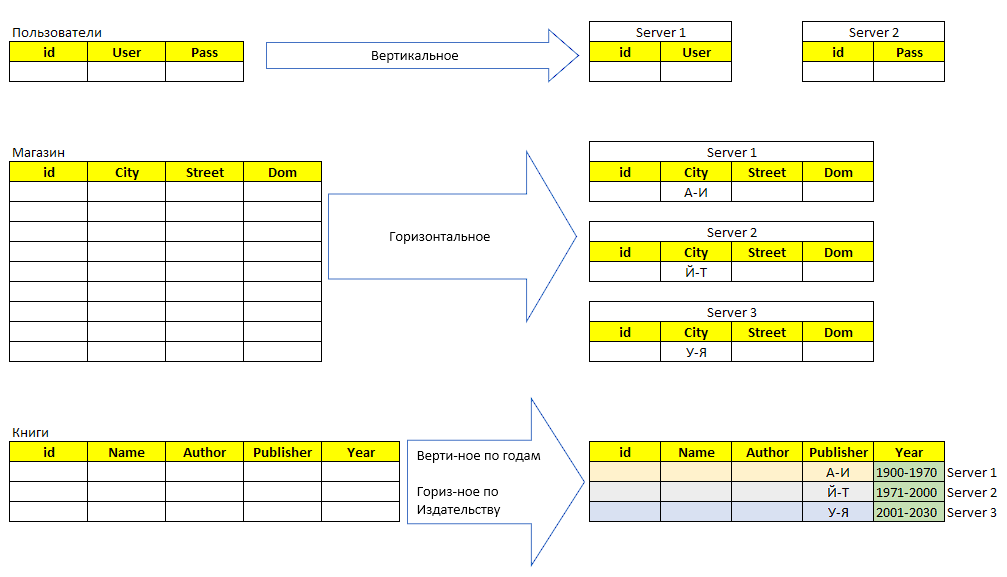 Пользователи
id User Pass
Вертикальное
Server 1
id User
Server 2
id Pass
Магазин
id City Street Dom
Горизонтальное
Server 1
id City Street Dom
А-И
Server 2
id City Street Dom
Й-Т
Server 3
id City Street Dom
У-Я
Книги
id Name Author Publisher Year
Верти-ное по годам
Гориз-ное по
Издательству
id Name Author Publisher Year
А-И 1900-1970 Server 1
Й-Т 1971-2000 Server 2
У-Я 2001-2030 Server 3